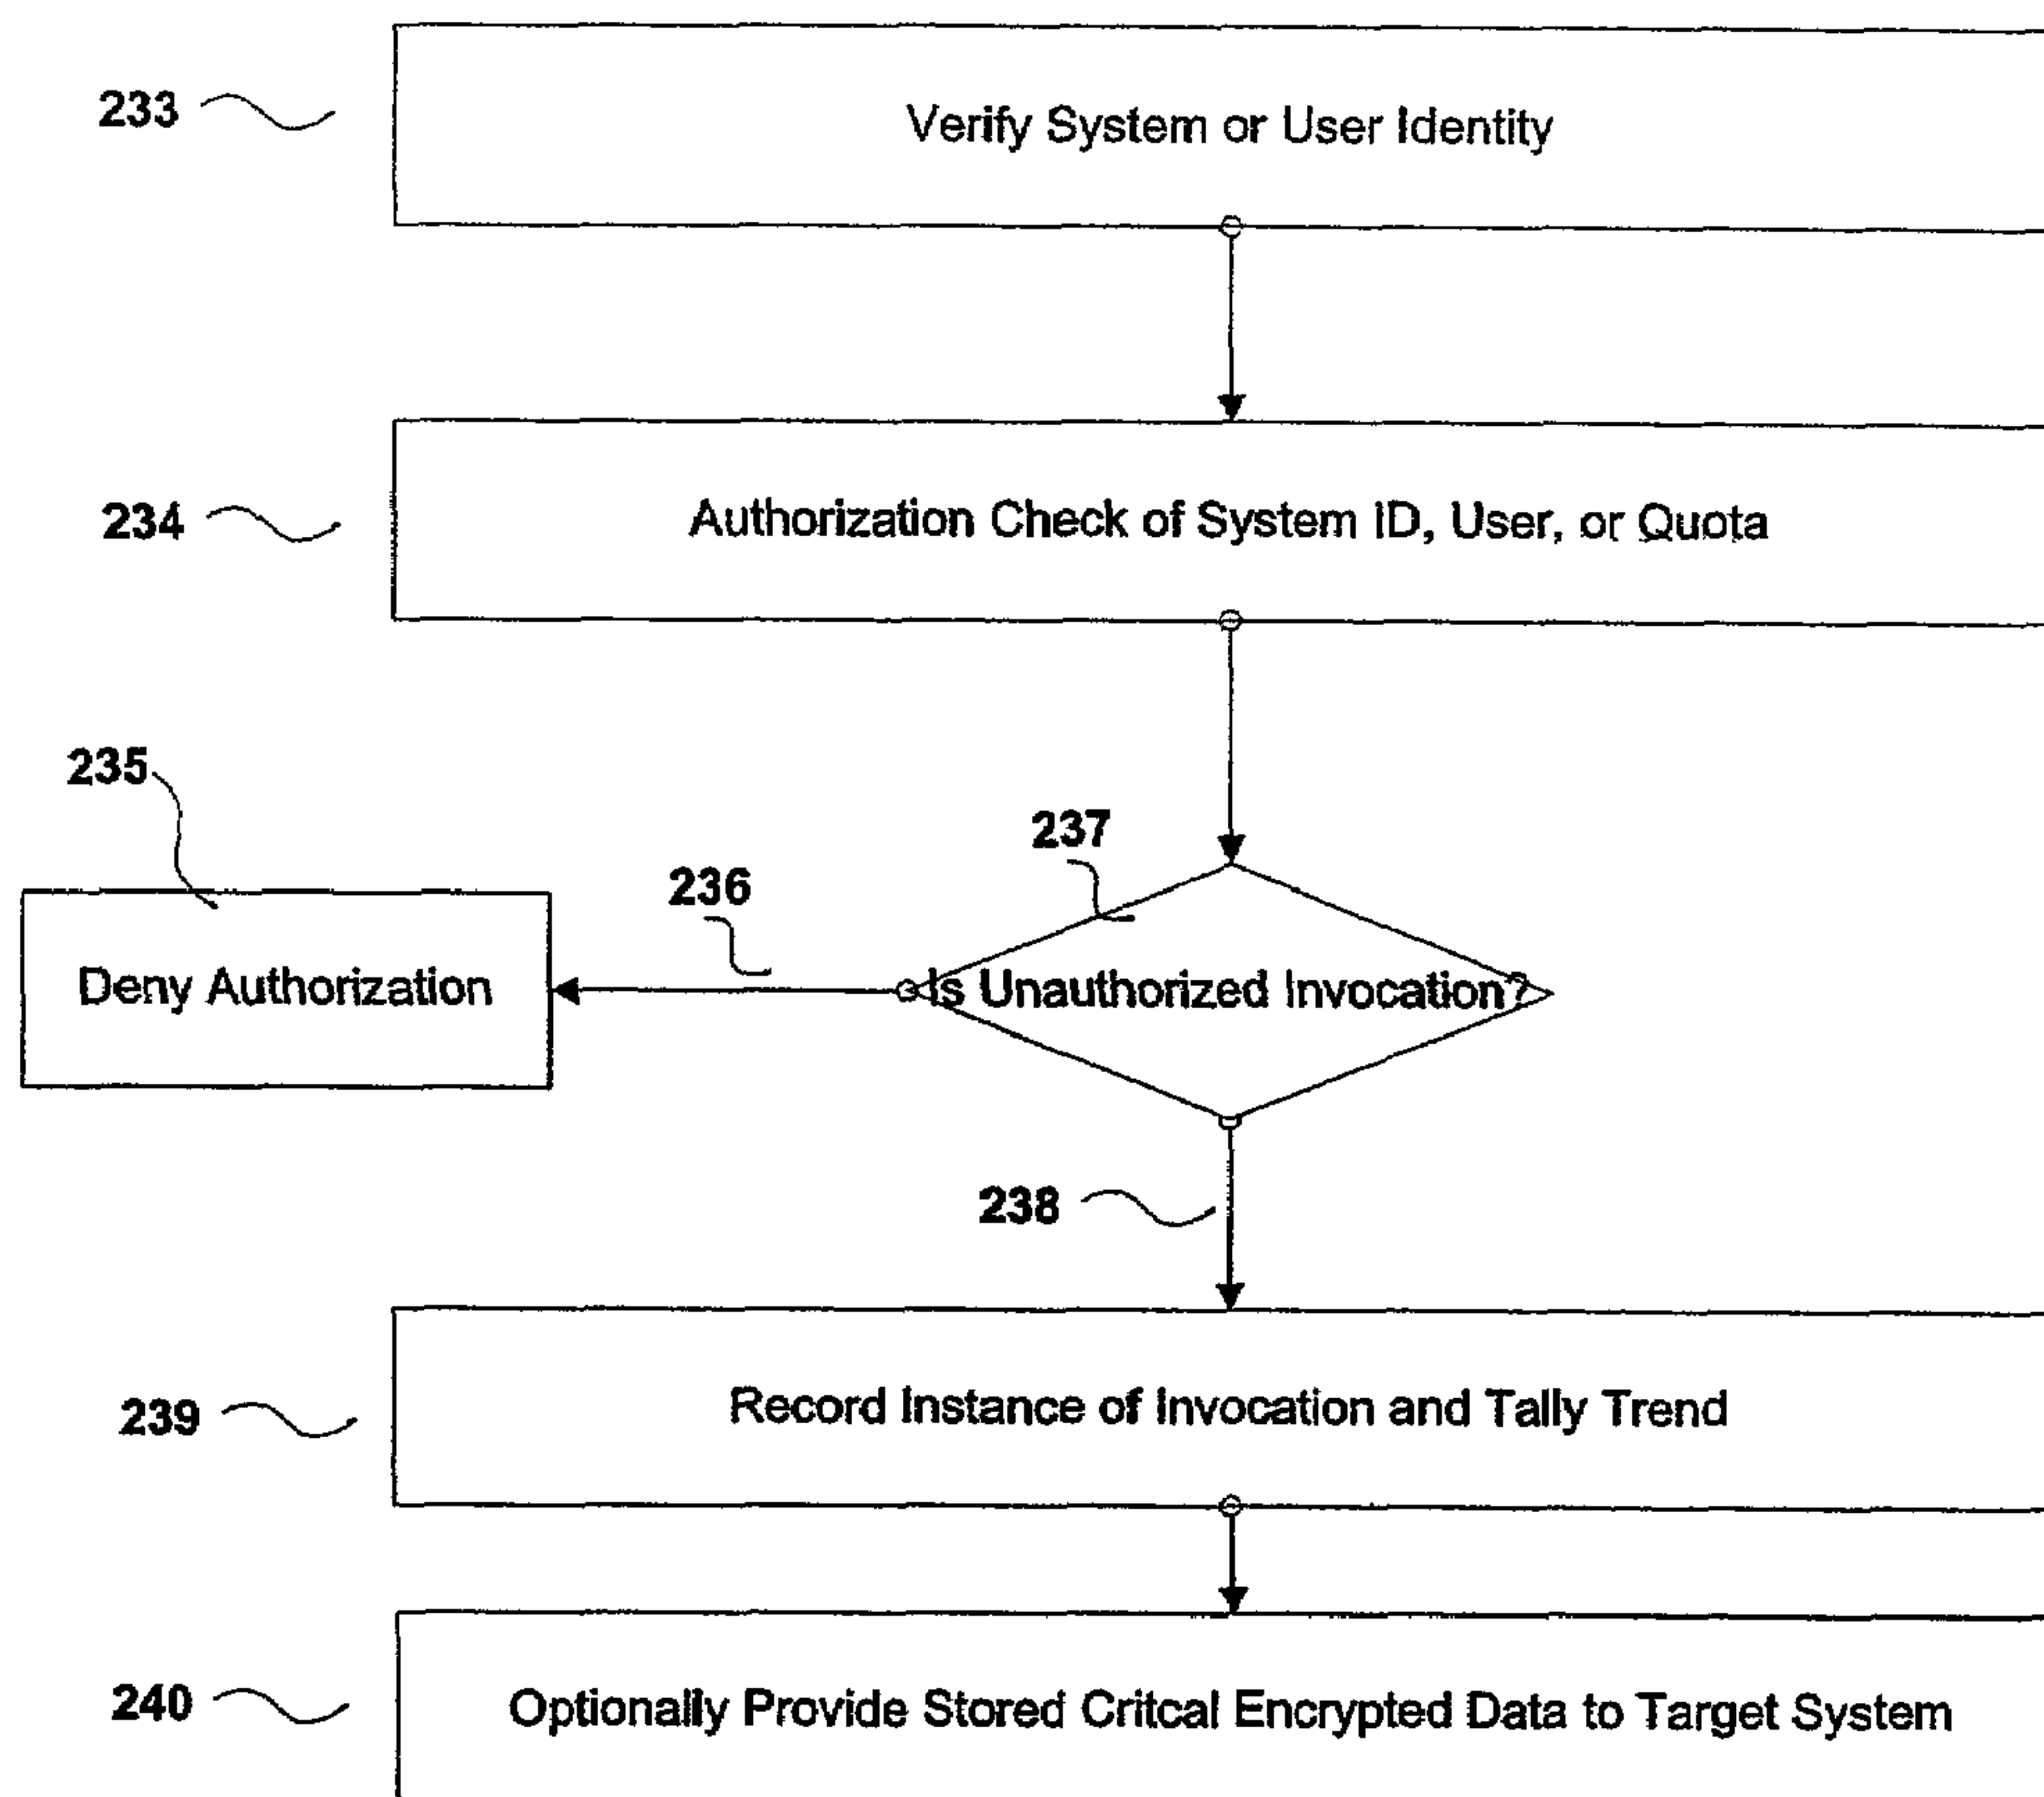 233
Verify System or User Identity
234
Authorization Check of System ID, User, or Quota
235
237
236
Deny Authorization
Is Unauthorized Invocation?
238
239
Record Instance of Invocation and Tally Trend
240
Optionally Provide Stored Critcal Encrypted Data to Target System